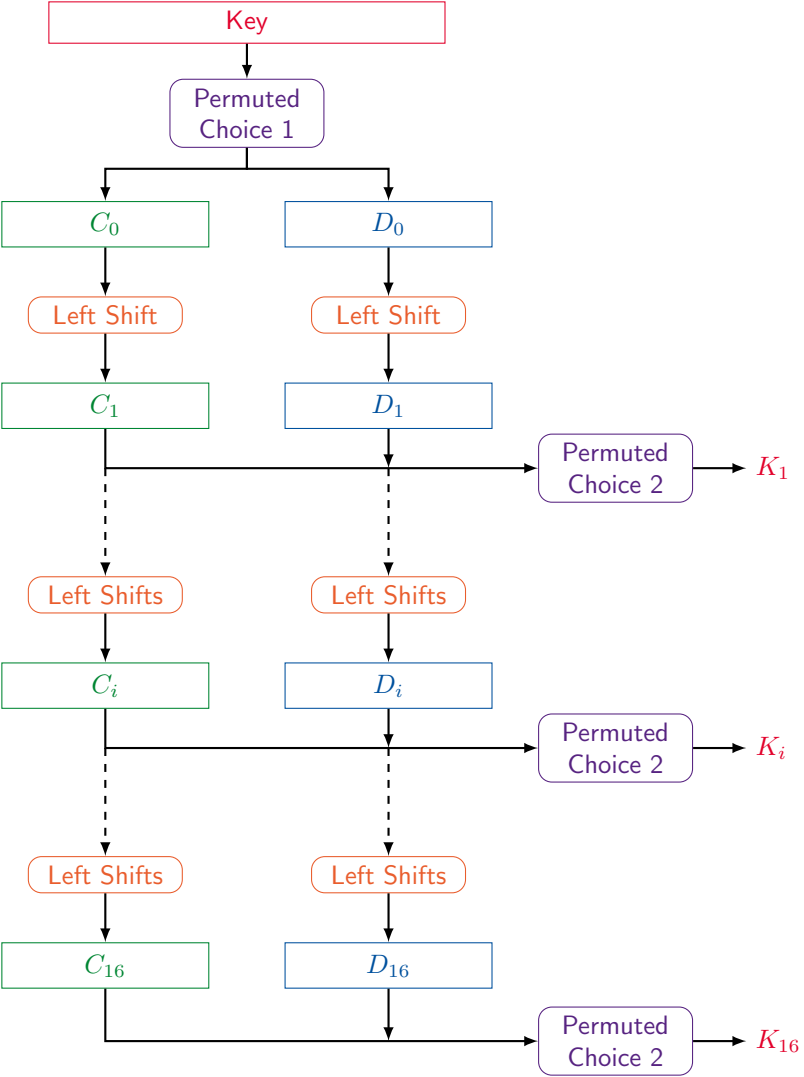 Key
Permuted
Choice 1
C₀
D₀
Left Shift
Left Shift
C₁
D₁
Permuted
Choice 2
K₁
Left Shifts
Left Shifts
Cᵢ
Dᵢ
Permuted
Choice 2
Kᵢ
Left Shifts
Left Shifts
C₁₆
D₁₆
Permuted
Choice 2
K₁₆